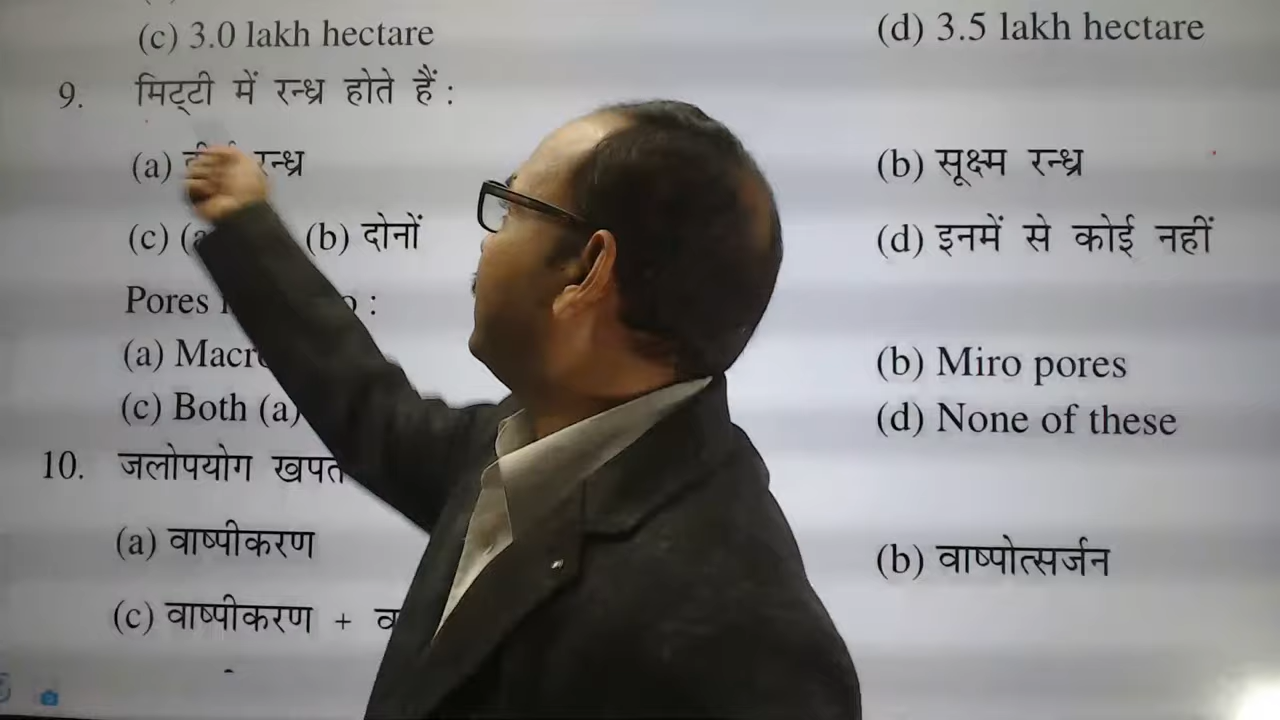 (c) 3.0 lakh hectare (d) 3.5 lakh hectare
9. मिट्टी में रन्ध्र होते हैं :
(a) रन्ध्र (b) सूक्ष्म रन्ध्र
(c) (b) दोनों (d) इनमें से कोई नहीं
Pores :
(a) (b) Miro pores
(c) Both (a) (d) None of these
10. जलोपयोग खपत
(a) वाष्पीकरण (b) वाष्पोत्सर्जन
(c) वाष्पीकरण +